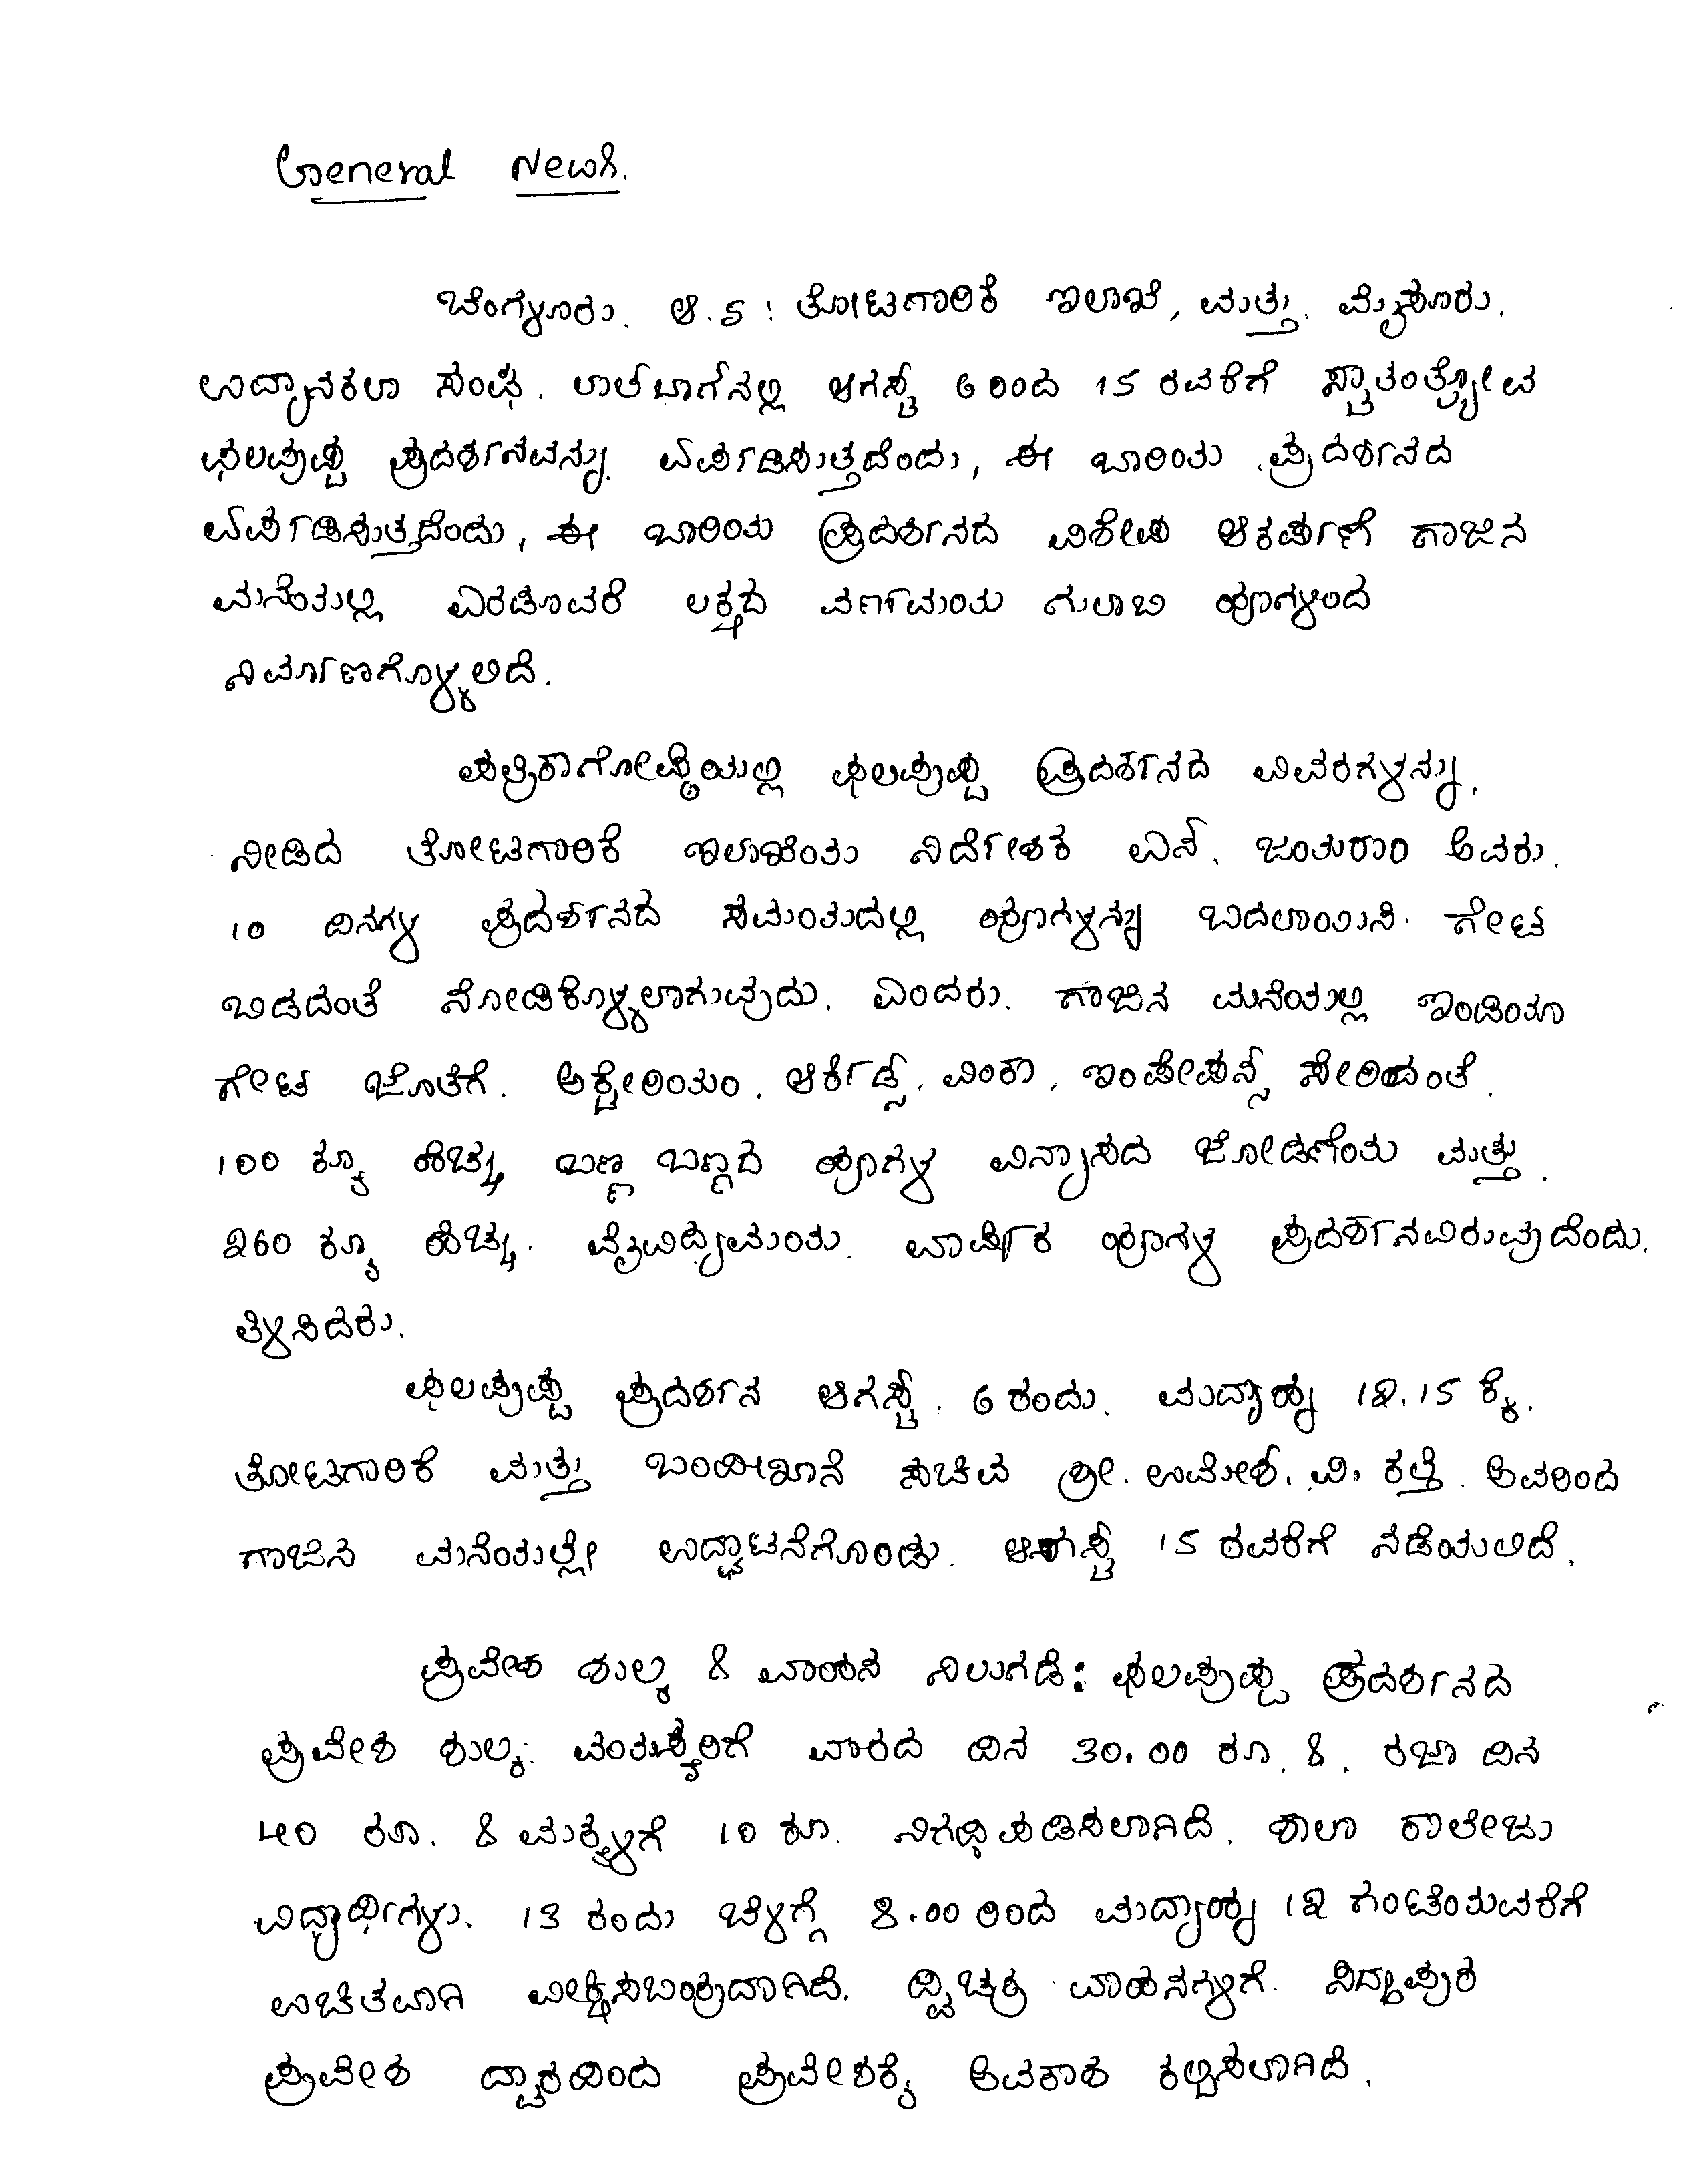 General News.
ಬೆಂಗಳೂರು. ಆ. 5 : ತೋಟಗಾರಿಕೆ ಇಲಾಖೆ, ಮತ್ತು. ಮೈಸೂರು.
ಉದ್ಯಾನಕಲಾ ಸಂಘ. ಲಾಲ್‌ಬಾಗ್‌ನಲ್ಲಿ ಆಗಸ್ಟ್ 6 ರಿಂದ 15 ರವರೆಗೆ ಸ್ವಾತಂತ್ರ್ಯೋವ
ಫಲಪುಷ್ಪ ಪ್ರದರ್ಶನವನ್ನು. ಏರ್ಪಡಿಸುತ್ತದೆಂದು, ಈ ಬಾರಿಯ ಪ್ರದರ್ಶನದ
ಏರ್ಪಡಿಸುತ್ತದೆಂದು, ಈ ಬಾರಿಯ ಪ್ರದರ್ಶನದ ವಿಶೇಷ ಆಕರ್ಷಣೆ ಗಾಜಿನ
ಮನೆಯಲ್ಲಿ ಎರಡೂವರೆ ಲಕ್ಷದ ವರ್ಣಮಯ ಗುಲಾಬಿ ಹೂಗಳಿಂದ
ನಿರ್ಮಾಣಗೊಳ್ಳಲಿದೆ.
ಪತ್ರಿಕಾಗೋಷ್ಠಿಯಲ್ಲಿ ಫಲಪುಷ್ಪ ಪ್ರದರ್ಶನದ ವಿವರಗಳನ್ನು.
ನೀಡಿದ ತೋಟಗಾರಿಕೆ ಇಲಾಖೆಯ ನಿರ್ದೇಶಕ ಎನ್. ಜಯರಾಂ ಅವರು.
10 ದಿನಗಳ ಪ್ರದರ್ಶನದ ಸಮಯದಲ್ಲಿ ಹೂಗಳನ್ನು ಬದಲಾಯಿಸಿ. ಗೇಟ್
ಬಿಡದಂತೆ ನೋಡಿಕೊಳ್ಳಲಾಗುವುದು. ಎಂದರು. ಗಾಜಿನ ಮನೆಯಲ್ಲಿ ಇಂಡಿಯಾ
ಗೇಟ್ ಜೊತೆಗೆ. ಅಕ್ವೇರಿಯಂ. ಆರ್ಕಿಡ್ಸ್, ವಿಂಕಾ, ಇಂಪೇಷನ್ಸ್ ಸೇರಿದಂತೆ.
100 ಕ್ಕೂ ಹೆಚ್ಚು ಬಣ್ಣ ಬಣ್ಣದ ಹೂಗಳ ವಿನ್ಯಾಸದ ಜೋಡಣೆಯ ಮತ್ತು.
260 ಕ್ಕೂ ಹೆಚ್ಚು. ವೈವಿಧ್ಯಮಯ. ವಾರ್ಷಿಕ ಹೂಗಳ ಪ್ರದರ್ಶನವಿರುವುದೆಂದು.
ತಿಳಿಸಿದರು.
ಫಲಪುಷ್ಪ ಪ್ರದರ್ಶನ ಆಗಸ್ಟ್. 6 ರಂದು. ಮಧ್ಯಾಹ್ನ 12.15 ಕ್ಕೆ.
ತೋಟಗಾರಿಕೆ ಮತ್ತು ಬಂದೀಖಾನೆ ಸಚಿವ ಶ್ರೀ. ಉಮೇಶ್. ವಿ. ಕತ್ತಿ. ಅವರಿಂದ
ಗಾಜಿನ ಮನೆಯಲ್ಲೇ ಉದ್ಘಾಟನೆಗೊಂಡು. ಆಗಸ್ಟ್ 15 ರವರೆಗೆ ನಡೆಯಲಿದೆ.
ಪ್ರವೇಶ ಶುಲ್ಕ & ವಾಹನ ನಿಲುಗಡೆ: ಫಲಪುಷ್ಪ ಪ್ರದರ್ಶನದ
ಪ್ರವೇಶ ಶುಲ್ಕ: ವಯಸ್ಕರಿಗೆ ವಾರದ ದಿನ 30.00 ರೂ. &. ರಜಾ ದಿನ
40 ರೂ. & ಮಕ್ಕಳಿಗೆ 10 ರೂ. ನಿಗದಿಪಡಿಸಲಾಗಿದೆ. ಶಾಲಾ ಕಾಲೇಜು
ವಿದ್ಯಾರ್ಥಿಗಳು. 13 ರಂದು ಬೆಳಗ್ಗೆ 8.00 ರಿಂದ ಮಧ್ಯಾಹ್ನ 12 ಗಂಟೆಯವರೆಗೆ
ಉಚಿತವಾಗಿ ವೀಕ್ಷಿಸಬಹುದಾಗಿದೆ. ದ್ವಿಚಕ್ರ ವಾಹನಗಳಿಗೆ. ಸಿದ್ಧಾಪುರ
ಪ್ರವೇಶ ದ್ವಾರದಿಂದ ಪ್ರವೇಶಕ್ಕೆ ಅವಕಾಶ ಕಲ್ಪಿಸಲಾಗಿದೆ.